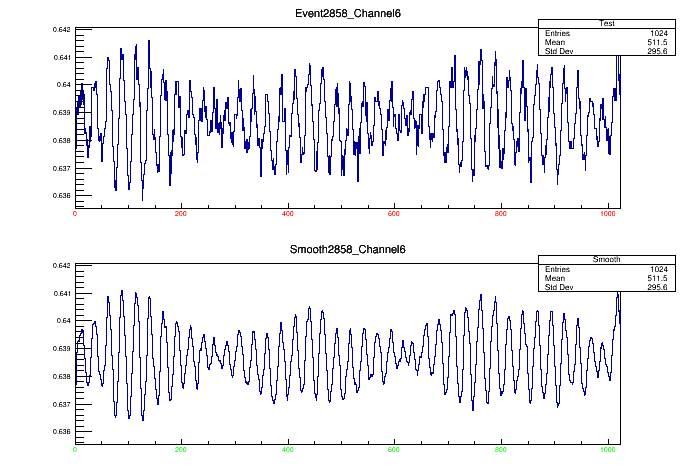 Event2858_Channel6
Test
Entries 1024
Mean 511.5
Std Dev 295.6
0.642
0.641
0.64
0.639
0.638
0.637
0.636
0 200 400 600 800 1000
Smooth2858_Channel6
Smooth
Entries 1024
Mean 511.5
Std Dev 295.6
0.642
0.641
0.64
0.639
0.638
0.637
0.636
0 200 400 600 800 1000